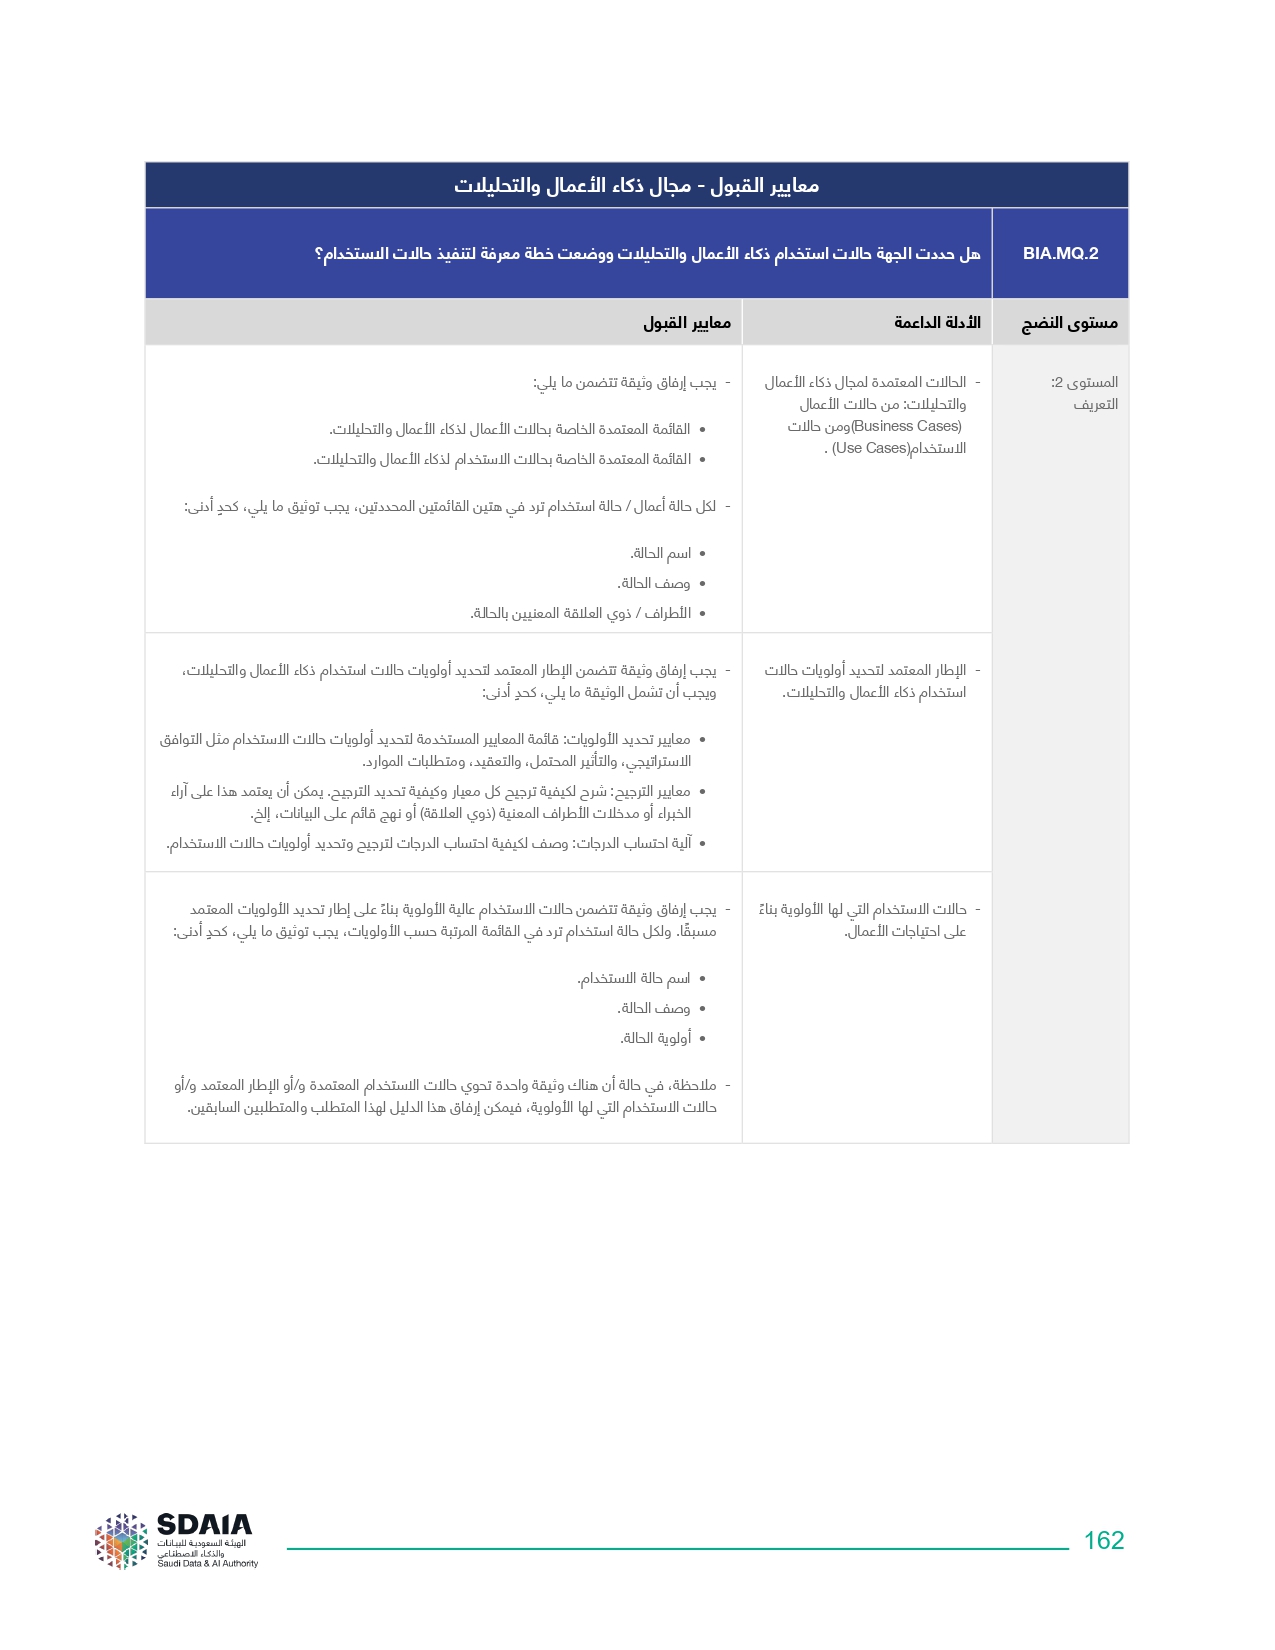 معايير القبول - مجال ذكاء الأعمال والتحليلات
BIA.MQ.2
هل حددت الجهة حالات استخدام ذكاء الأعمال والتحليلات ووضعت خطة معرفة لتنفيذ حالات الاستخدام؟
مستوى النضج
الأدلة الداعمة
معايير القبول
المستوى 2:
التعريف
- الحالات المعتمدة لمجال ذكاء الأعمال
والتحليلات: من حالات الأعمال
(Business Cases)ومن حالات
الاستخدام(Use Cases) .
- يجب إرفاق وثيقة تتضمن ما يلي:
• القائمة المعتمدة الخاصة بحالات الأعمال لذكاء الأعمال والتحليلات.
• القائمة المعتمدة الخاصة بحالات الاستخدام لذكاء الأعمال والتحليلات.
- لكل حالة أعمال / حالة استخدام ترد في هتين القائمتين المحددتين، يجب توثيق ما يلي، كحدٍ أدنى:
• اسم الحالة.
• وصف الحالة.
• الأطراف / ذوي العلاقة المعنيين بالحالة.
- الإطار المعتمد لتحديد أولويات حالات
استخدام ذكاء الأعمال والتحليلات.
- يجب إرفاق وثيقة تتضمن الإطار المعتمد لتحديد أولويات حالات استخدام ذكاء الأعمال والتحليلات،
ويجب أن تشمل الوثيقة ما يلي، كحدٍ أدنى:
• معايير تحديد الأولويات: قائمة المعايير المستخدمة لتحديد أولويات حالات الاستخدام مثل التوافق
الاستراتيجي، والتأثير المحتمل، والتعقيد، ومتطلبات الموارد.
• معايير الترجيح: شرح لكيفية ترجيح كل معيار وكيفية تحديد الترجيح. يمكن أن يعتمد هذا على آراء
الخبراء أو مدخلات الأطراف المعنية (ذوي العلاقة) أو نهج قائم على البيانات، إلخ.
• آلية احتساب الدرجات: وصف لكيفية احتساب الدرجات لترجيح وتحديد أولويات حالات الاستخدام.
- حالات الاستخدام التي لها الأولوية بناءً
على احتياجات الأعمال.
- يجب إرفاق وثيقة تتضمن حالات الاستخدام عالية الأولوية بناءً على إطار تحديد الأولويات المعتمد
مسبقًا. ولكل حالة استخدام ترد في القائمة المرتبة حسب الأولويات، يجب توثيق ما يلي، كحدٍ أدنى:
• اسم حالة الاستخدام.
• وصف الحالة.
• أولوية الحالة.
- ملاحظة، في حالة أن هناك وثيقة واحدة تحوي حالات الاستخدام المعتمدة و/أو الإطار المعتمد و/أو
حالات الاستخدام التي لها الأولوية، فيمكن إرفاق هذا الدليل لهذا المتطلب والمتطلبين السابقين.
SDAIA
الهيئة السعودية للبيانات
والذكاء الاصطناعي
Saudi Data & AI Authority
162